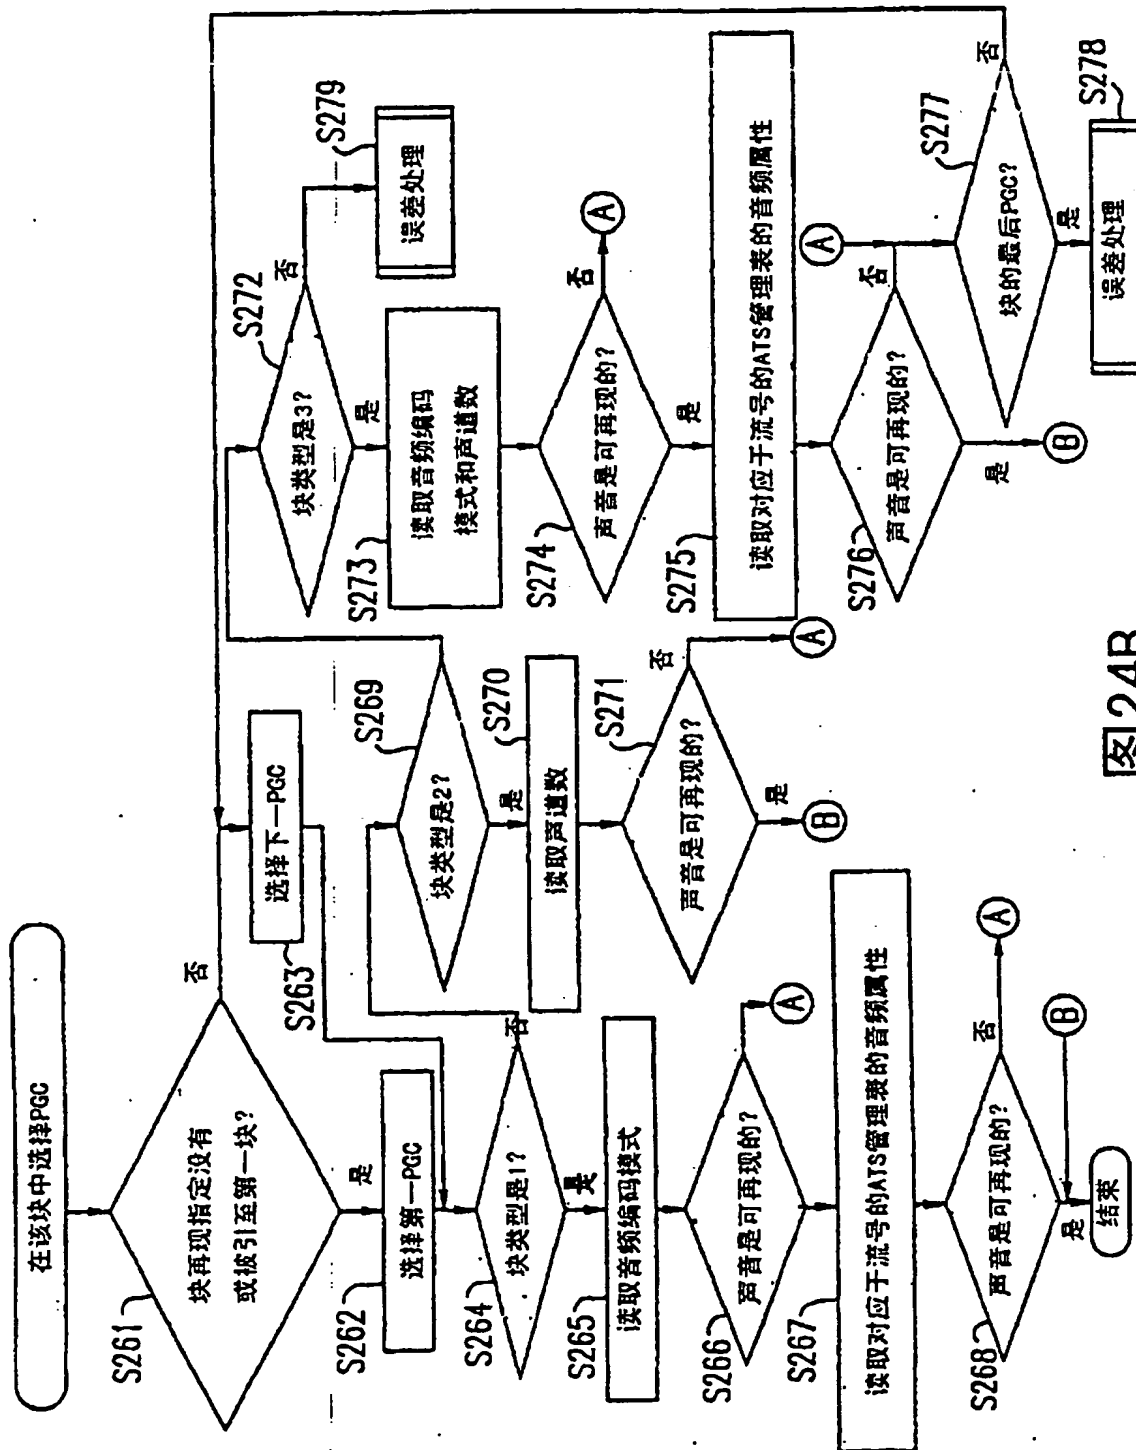 在该块中选择PGC
S261
块再现指定没有
或被引至第一块?
否
是
S262
选择第一PGC
S263
选择下一PGC
S264
块类型是1?
否
是
S265
读取音频编码模式
S266
声音是可再现的?
A
S267
读取对应于流号的ATS管理表的音频属性
S268
声音是可再现的?
否
A
是
B
结束
S269
块类型是2?
是
S270
读取声道数
S271
声音是可再现的?
否
A
是
B
S272
块类型是3?
否
S279
误差处理
是
S273
读取音频编码
模式和声道数
S274
声音是可再现的?
否
A
是
S275
读取对应于流号的ATS管理表的音频属性
S276
声音是可再现的?
否
A
是
B
S277
块的最后PGC?
否
是
S278
误差处理
图24B